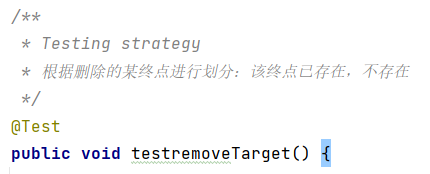 /**
* Testing strategy
* 根据删除的某终点进行划分：该终点已存在，不存在
*/
@Test
public void testremoveTarget() {